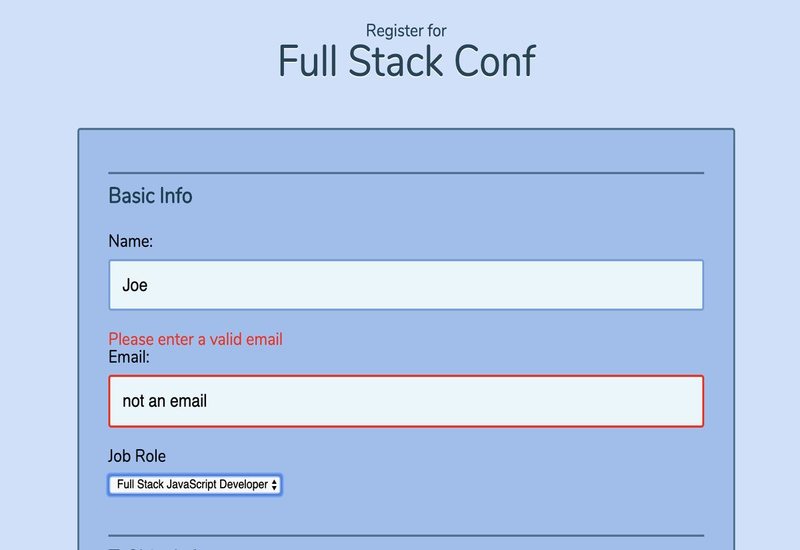 Register for
Full Stack Conf
Basic Info
Name:
Joe
Please enter a valid email
Email:
not an email
Job Role
Full Stack JavaScript Developer